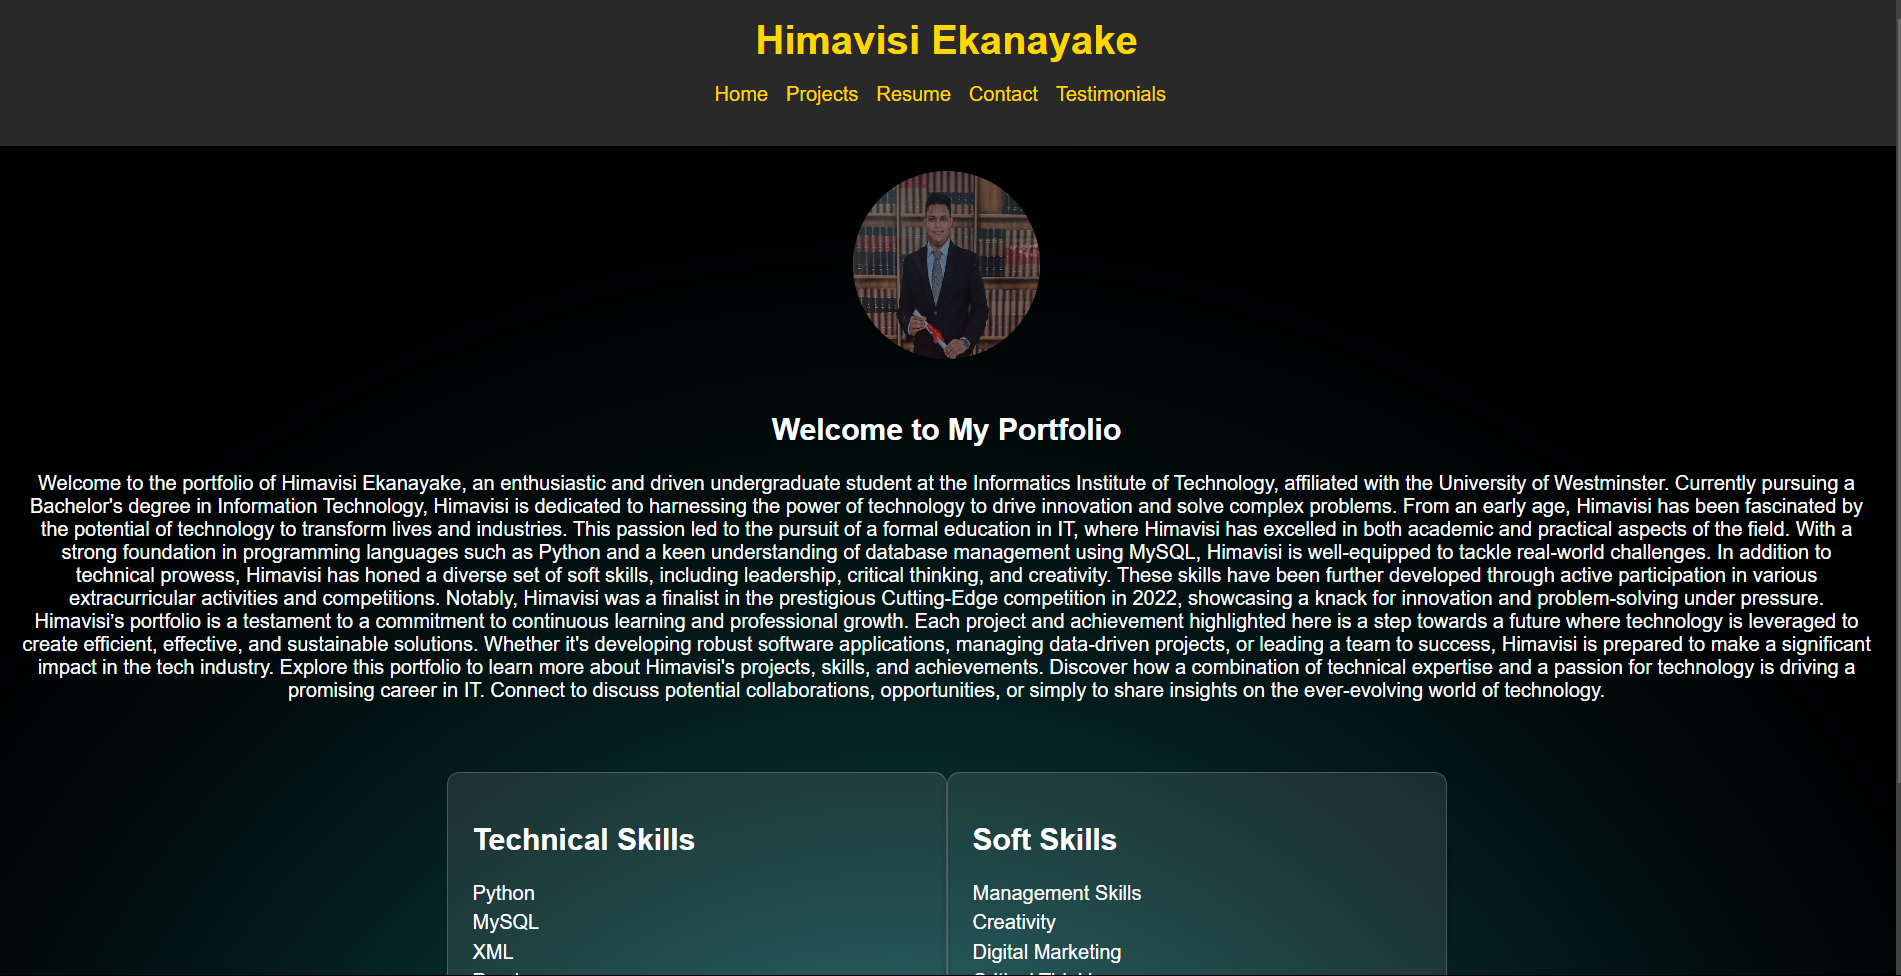 Himavisi Ekanayake
Home Projects Resume Contact Testimonials
Welcome to My Portfolio
Welcome to the portfolio of Himavisi Ekanayake, an enthusiastic and driven undergraduate student at the Informatics Institute of Technology, affiliated with the University of Westminster. Currently pursuing a
Bachelor's degree in Information Technology, Himavisi is dedicated to harnessing the power of technology to drive innovation and solve complex problems. From an early age, Himavisi has been fascinated by
the potential of technology to transform lives and industries. This passion led to the pursuit of a formal education in IT, where Himavisi has excelled in both academic and practical aspects of the field. With a
strong foundation in programming languages such as Python and a keen understanding of database management using MySQL, Himavisi is well-equipped to tackle real-world challenges. In addition to
technical prowess, Himavisi has honed a diverse set of soft skills, including leadership, critical thinking, and creativity. These skills have been further developed through active participation in various
extracurricular activities and competitions. Notably, Himavisi was a finalist in the prestigious Cutting-Edge competition in 2022, showcasing a knack for innovation and problem-solving under pressure.
Himavisi's portfolio is a testament to a commitment to continuous learning and professional growth. Each project and achievement highlighted here is a step towards a future where technology is leveraged to
create efficient, effective, and sustainable solutions. Whether it's developing robust software applications, managing data-driven projects, or leading a team to success, Himavisi is prepared to make a significant
impact in the tech industry. Explore this portfolio to learn more about Himavisi's projects, skills, and achievements. Discover how a combination of technical expertise and a passion for technology is driving a
promising career in IT. Connect to discuss potential collaborations, opportunities, or simply to share insights on the ever-evolving world of technology.
Technical Skills
Python
MySQL
XML
Soft Skills
Management Skills
Creativity
Digital Marketing